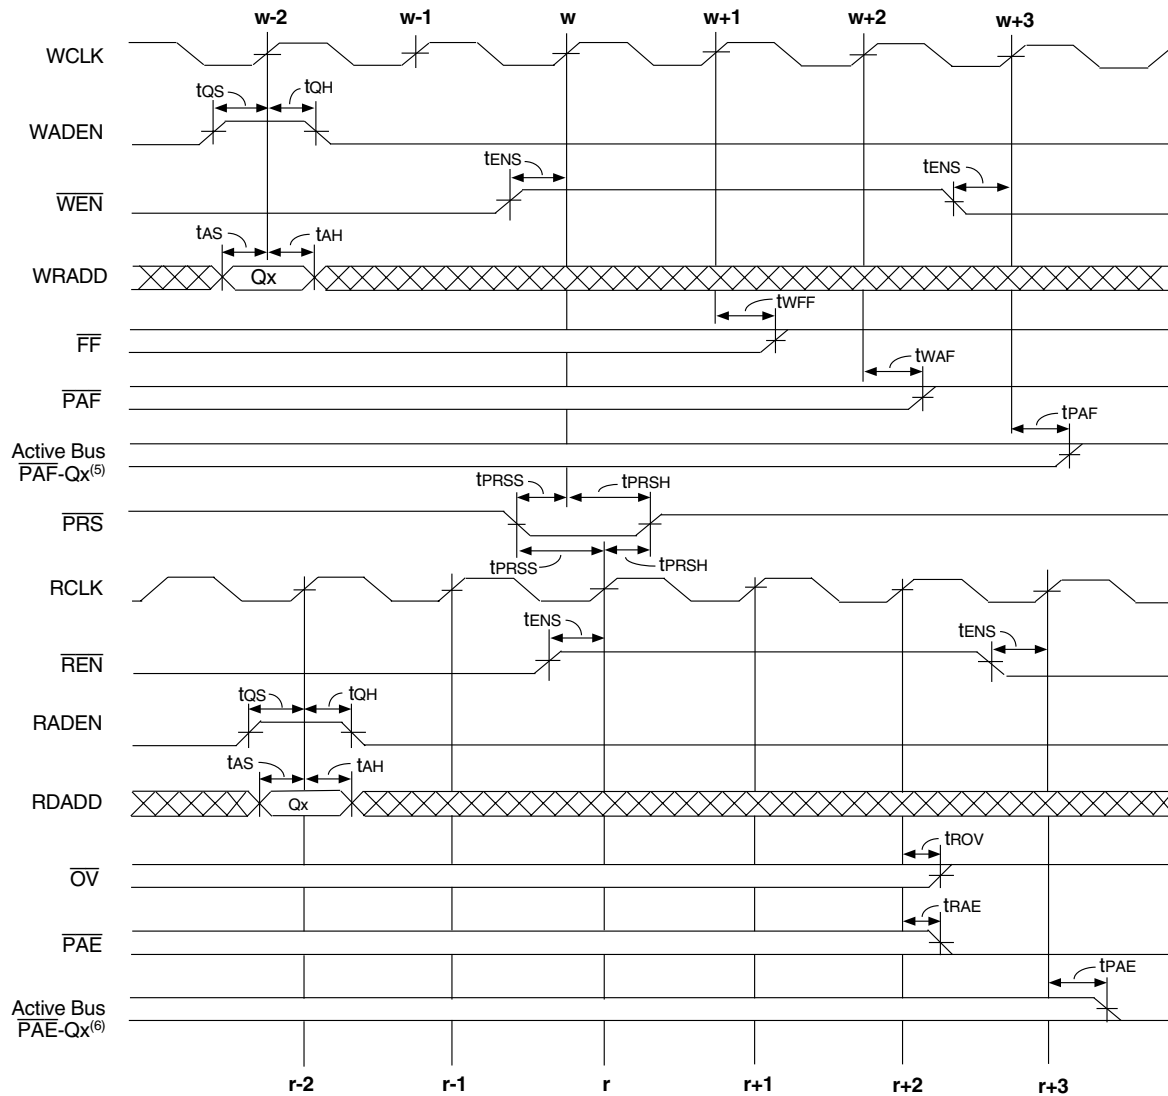 w-2 w-1 w w+1 w+2 w+3
WCLK
tQS tQH
WADEN
tENS tENS
WEN
tAS tAH
WRADD Qx
tWFF
FF
tWAF
PAF
tPAF
Active Bus
PAF-Qx(5)
tPRSS tPRSH
PRS
tPRSS tPRSH
RCLK
tENS tENS
REN
tQS tQH
RADEN
tAS tAH
RDADD Qx
tROV
OV
tRAE
PAE
tPAE
Active Bus
PAE-Qx(6)
r-2 r-1 r r+1 r+2 r+3